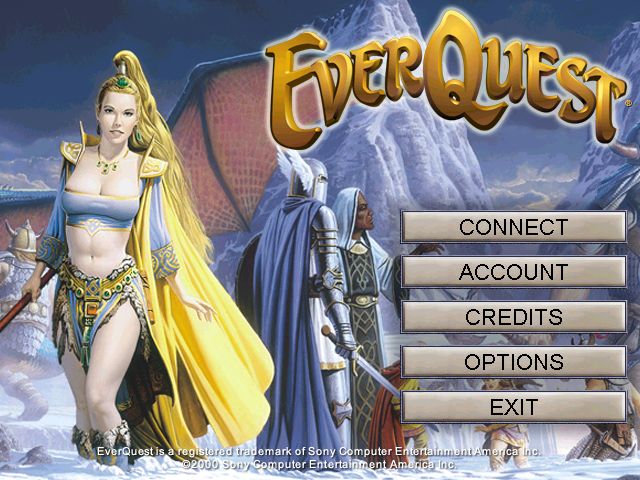 EVERQUEST®
CONNECT
ACCOUNT
CREDITS
OPTIONS
EXIT
EverQuest is a registered trademark of Sony Computer Entertainment America Inc.
©2000 Sony Computer Entertainment America Inc.